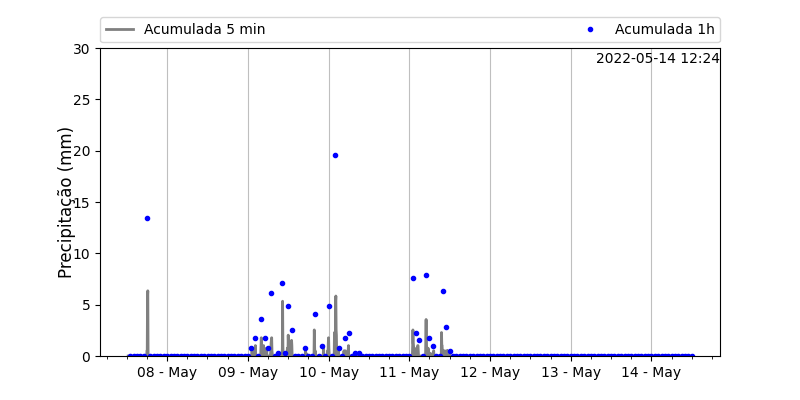 Acumulada 5 min
Acumulada 1h
2022-05-14 12:24
Precipitação (mm)
30
25
20
15
10
5
0
08 - May
09 - May
10 - May
11 - May
12 - May
13 - May
14 - May